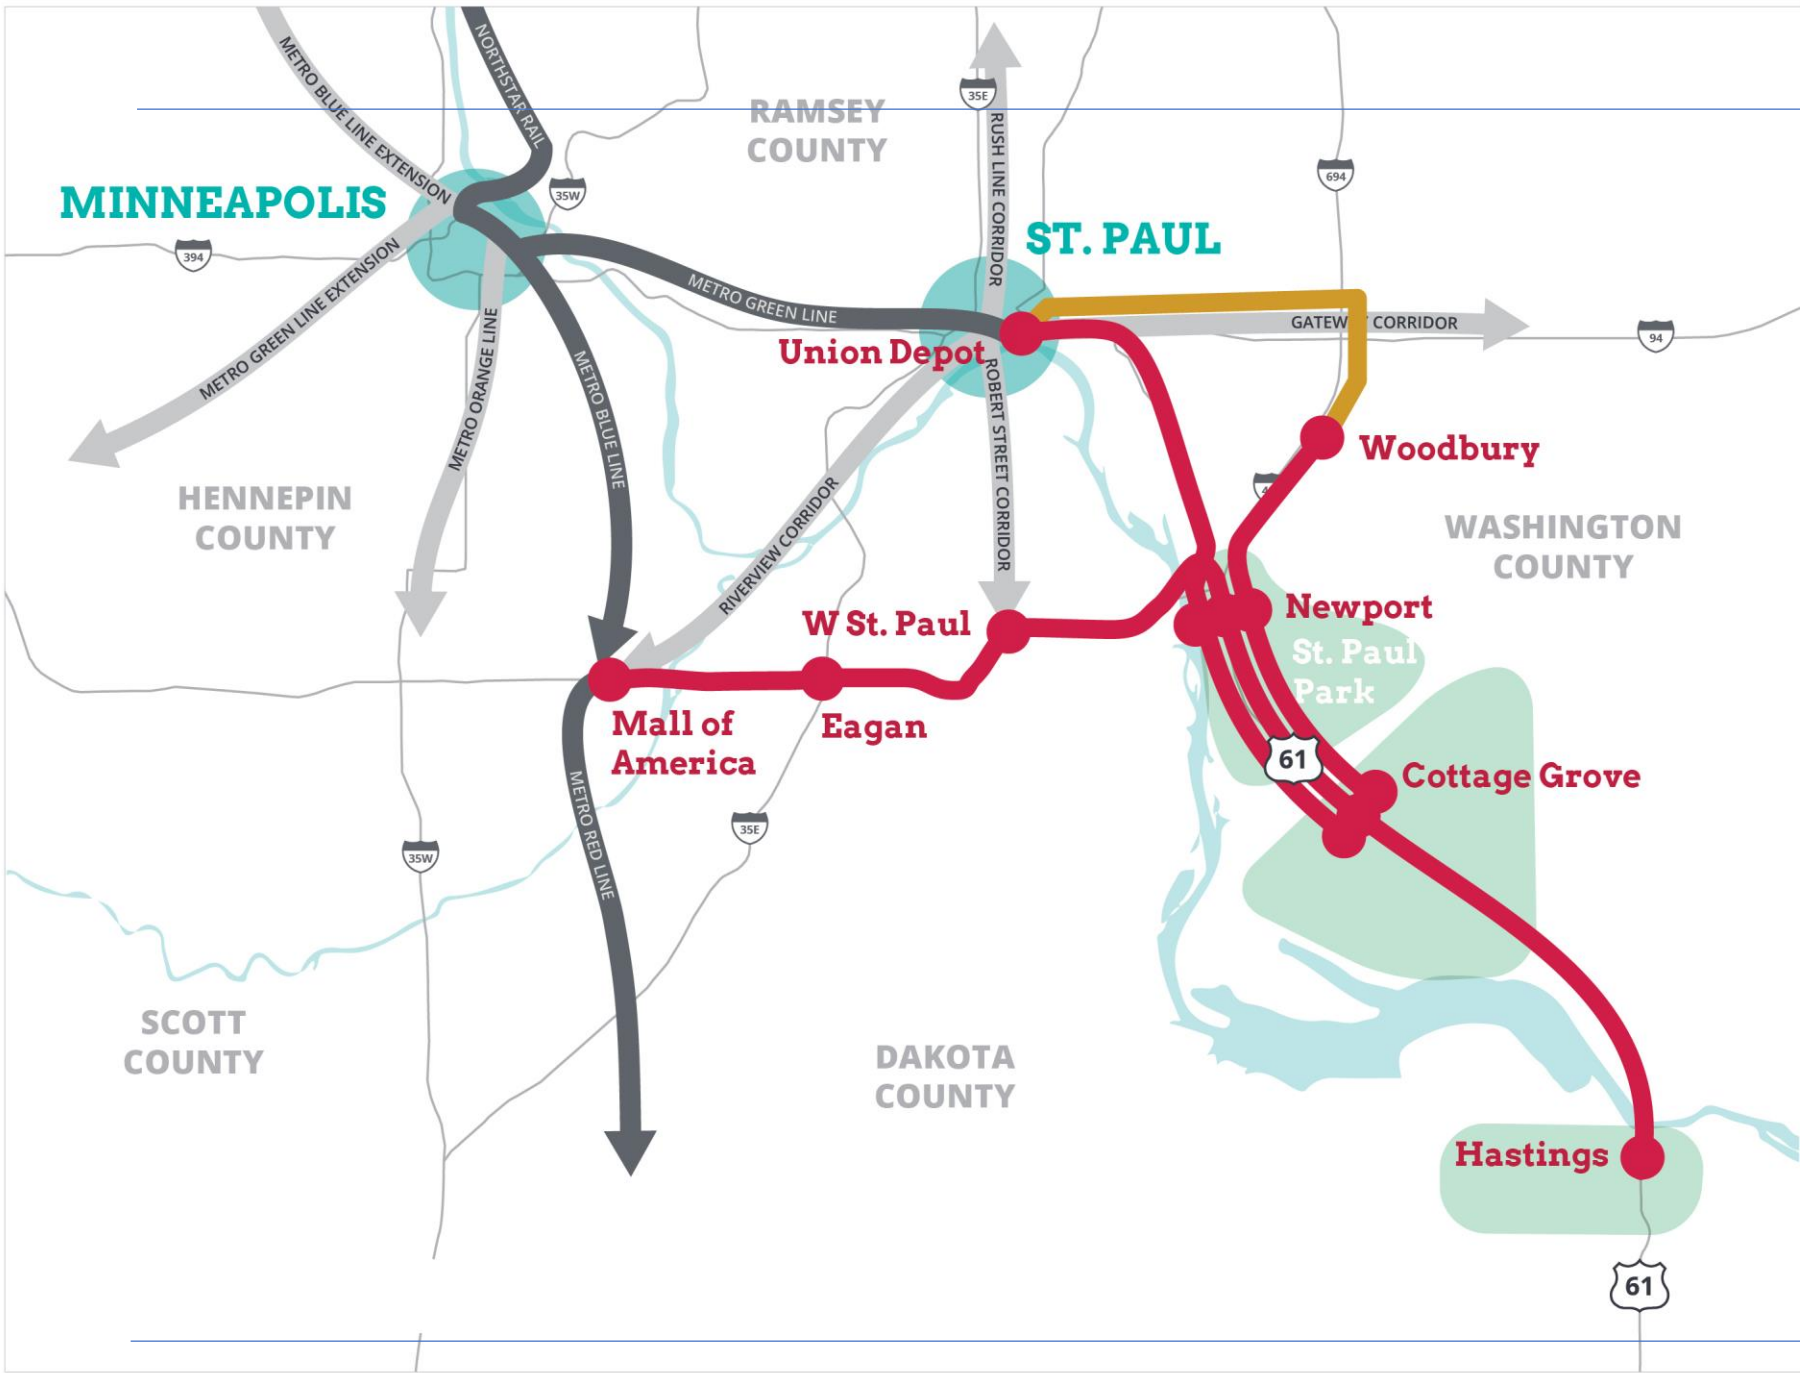 METRO BLUE LINE EXTENSION
NORTHSTAR RAIL
35E
RAMSEY
COUNTY
RUSH LINE CORRIDOR
694
35W
MINNEAPOLIS
ST. PAUL
394
METRO GREEN LINE EXTENSION
METRO GREEN LINE
METRO ORANGE LINE
GATEW CORRIDOR
94
Union Depot
METRO BLUE LINE
ROBERT STREET CORRIDOR
Woodbury
HENNEPIN
COUNTY
RIVERVIEW CORRIDOR
WASHINGTON
COUNTY
Newport
W St. Paul
St. Paul
Park
Mall of
America
Eagan
61
Cottage Grove
METRO RED LINE
35E
35W
SCOTT
COUNTY
DAKOTA
COUNTY
Hastings
61